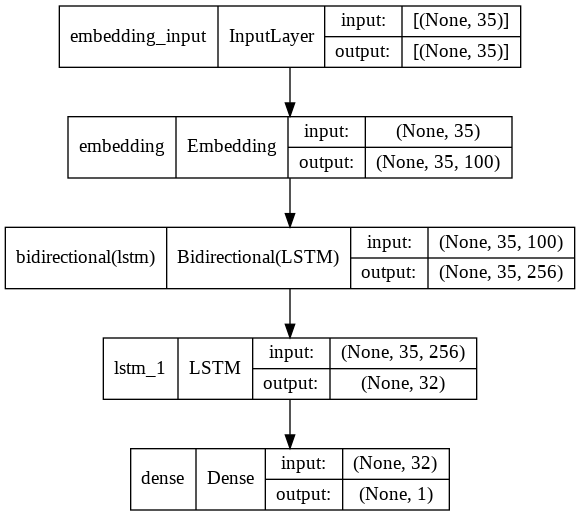 embedding_input InputLayer input: [(None, 35)]
output: [(None, 35)]
embedding Embedding input: (None, 35)
output: (None, 35, 100)
bidirectional(lstm) Bidirectional(LSTM) input: (None, 35, 100)
output: (None, 35, 256)
lstm_1 LSTM input: (None, 35, 256)
output: (None, 32)
dense Dense input: (None, 32)
output: (None, 1)